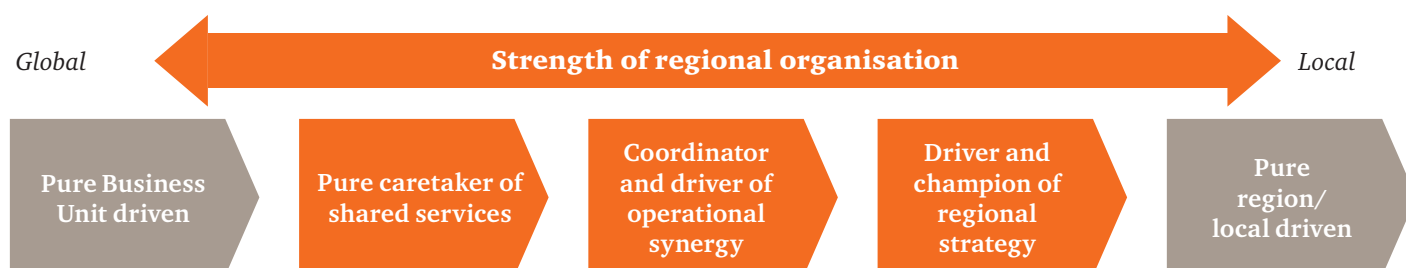 Global
Strength of regional organisation
Local
Pure Business
Unit driven
Pure caretaker of
shared services
Coordinator
and driver of
operational
synergy
Driver and
champion of
regional
strategy
Pure
region/
local driven